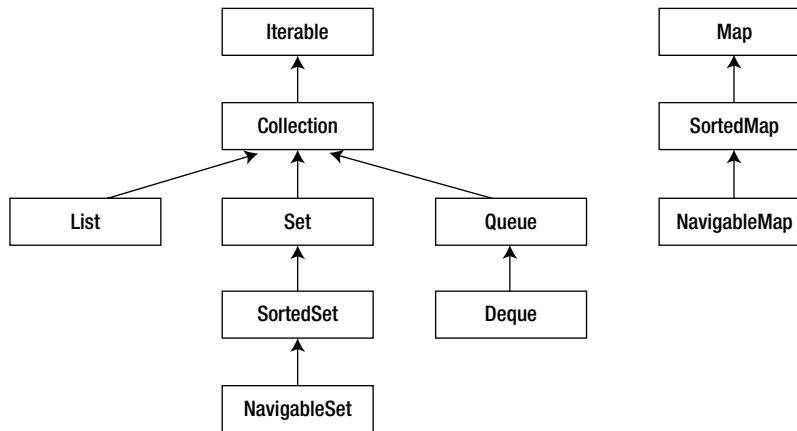 Iterable
Map
Collection
SortedMap
List
Set
Queue
NavigableMap
SortedSet
Deque
NavigableSet